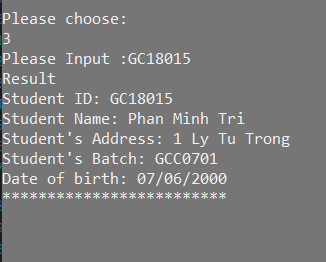 Please choose:
3
Please Input :GC18015
Result
Student ID: GC18015
Student Name: Phan Minh Tri
Student's Address: 1 Ly Tu Trong
Student's Batch: GCC0701
Date of birth: 07/06/2000
*************************